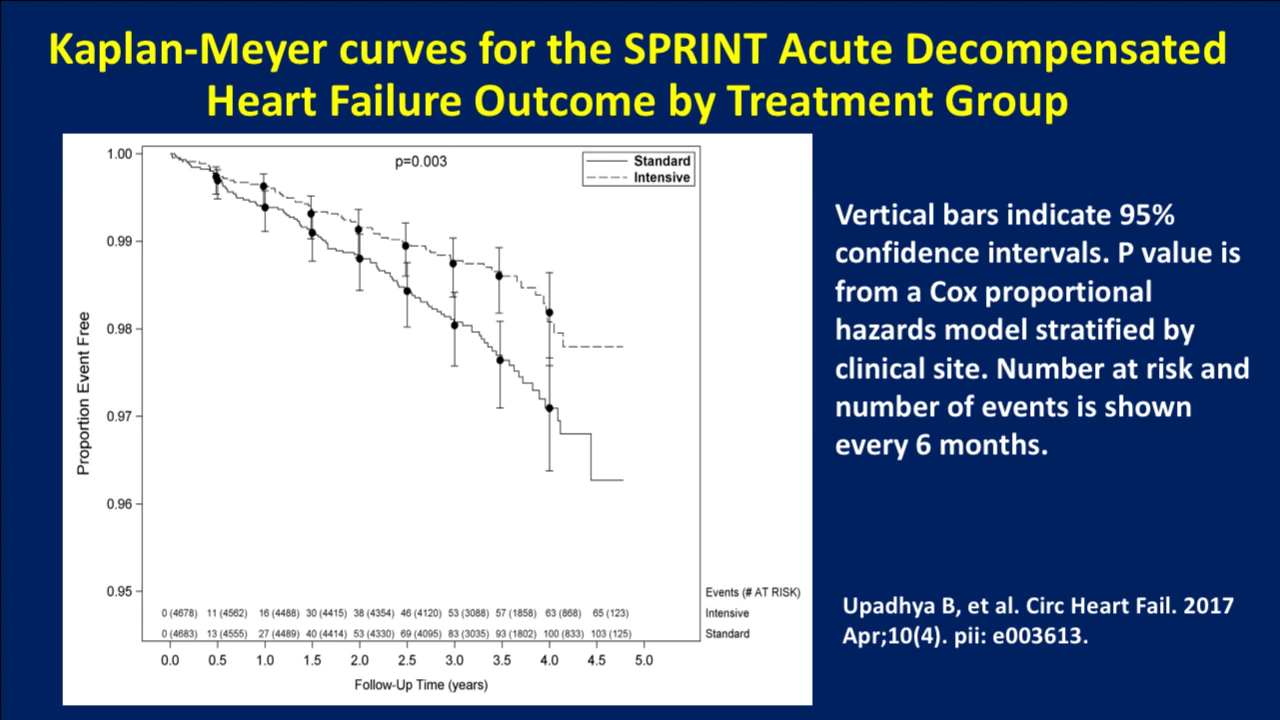 Kaplan-Meyer curves for the SPRINT Acute Decompensated
Heart Failure Outcome by Treatment Group
p=0.003
Standard
Intensive
1.00
0.99
0.98
0.97
0.96
0.95
Proportion Event Free
Events (# AT RISK)
0 (4678) 11 (4562) 16 (4488) 30 (4415) 38 (4354) 46 (4120) 53 (3088) 57 (1858) 63 (868) 65 (123) Intensive
0 (4683) 13 (4555) 27 (4489) 40 (4414) 53 (4330) 69 (4095) 83 (3035) 93 (1802) 100 (833) 103 (125) Standard
0.0 0.5 1.0 1.5 2.0 2.5 3.0 3.5 4.0 4.5 5.0
Follow-Up Time (years)
Vertical bars indicate 95%
confidence intervals. P value is
from a Cox proportional
hazards model stratified by
clinical site. Number at risk and
number of events is shown
every 6 months.
Upadhya B, et al. Circ Heart Fail. 2017
Apr;10(4). pii: e003613.